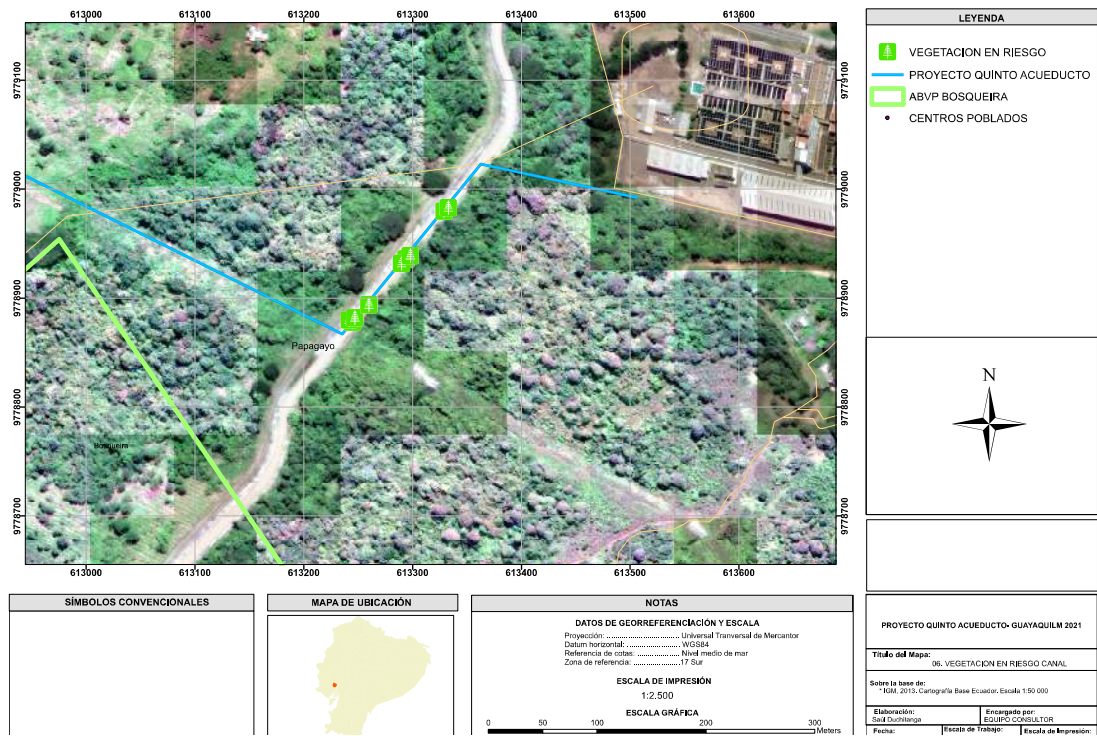 613000 613100 613200 613300 613400 613500 613600
9779100 9779100
9779000 9779000
9778900 9778900
9778800 9778800
9778700 9778700
Papagayo
Bosqueira
613000 613100 613200 613300 613400 613500 613600
LEYENDA
VEGETACION EN RIESGO
PROYECTO QUINTO ACUEDUCTO
ABVP BOSQUEIRA
CENTROS POBLADOS
N
SÍMBOLOS CONVENCIONALES
MAPA DE UBICACIÓN
NOTAS
DATOS DE GEORREFERENCIACIÓN Y ESCALA
Proyección: ........................ Universal Tranversal de Mercantor
Datum horizontal: ........................ WGS84
Referencia de cotas: ................. Nivel medio de mar
Zona de referencia: .................17 Sur
ESCALA DE IMPRESIÓN
1:2.500
ESCALA GRÁFICA
0 50 100 200 300
Meters
PROYECTO QUINTO ACUEDUCTO- GUAYAQUILM 2021
Título del Mapa:
06. VEGETACION EN RIESGO CANAL
Sobre la base de:
* IGM, 2013. Cartografía Base Ecuador. Escala 1:50 000
Elaboración: Encargado por:
Saúl Duchitanga EQUIPO CONSULTOR
Fecha: Escala de Trabajo: Escala de Impresión: